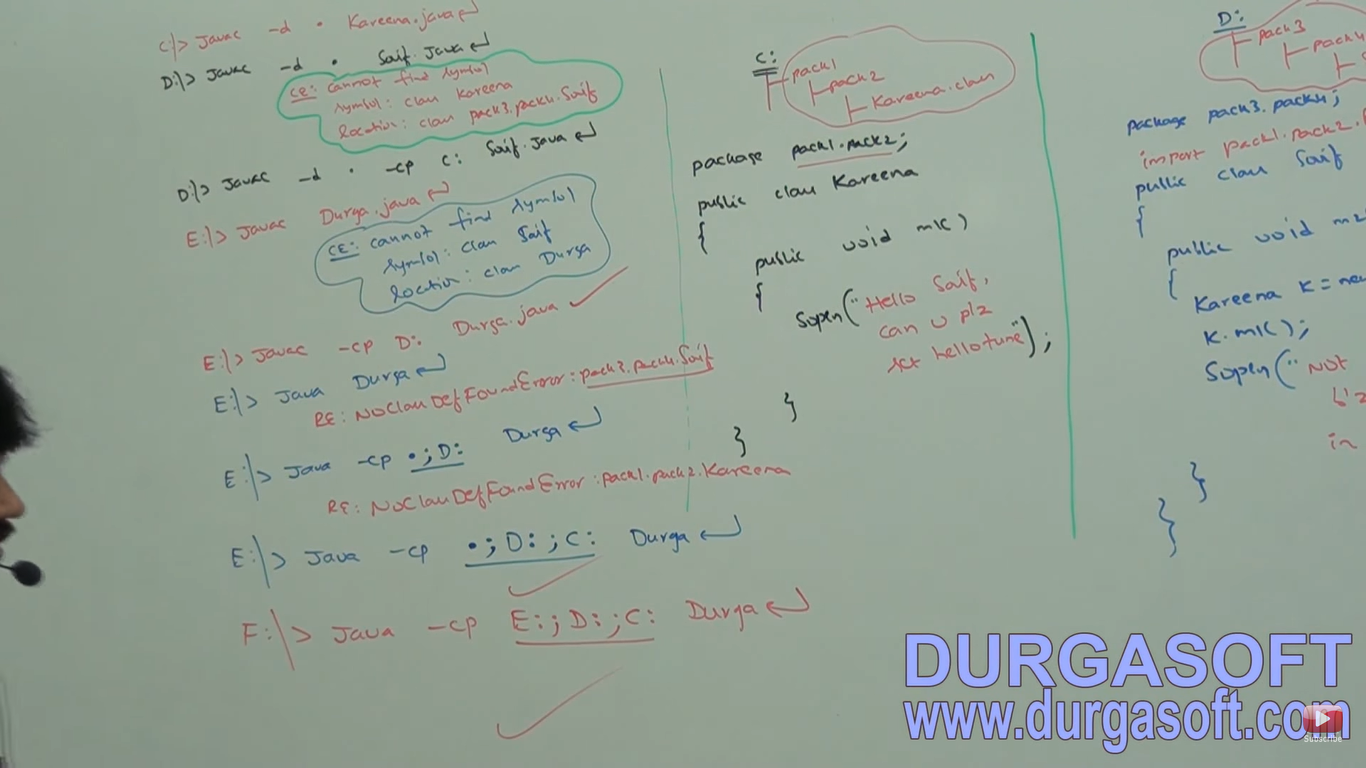 C:\> Javac -d . Kareena.java↵
D:\> Javac -d . Saif.Java↵
CE: cannot find symbol
symbol: class Kareena
location: class pack3.pack4.Saif
D:\> Javac -d . -cp C: Saif.Java↵
E:\> Javac Durga.java↵
CE: cannot find symbol
symbol: class Saif
location: class Durga
E:\> Javac -cp D: Durga.java ✓
E:\> Java Durga↵
RE: NoClassDefFoundError: pack3.pack4.Saif
E:\> Java -cp .;D: Durga↵
RE: NoClassDefFoundError: pack1.pack2.Kareena
E:\> Java -cp .;D:;C: Durga↵
✓
F:\> Java -cp E:;D:;C: Durga↵
✓
C:
pack1
pack2
Kareena.class
package pack1.pack2;
public class Kareena
{
public void m1()
{
Sopln("Hello Saif,
can u plz
set hellotune");
}
}
D:
pack3
pack4
package pack3.pack4;
import pack1.pack2.
public class Saif
{
public void m2
{
Kareena K = new
K.m1();
Sopln("Not
in
}
}
DURGASOFT
www.durgasoft.com
Subscribe